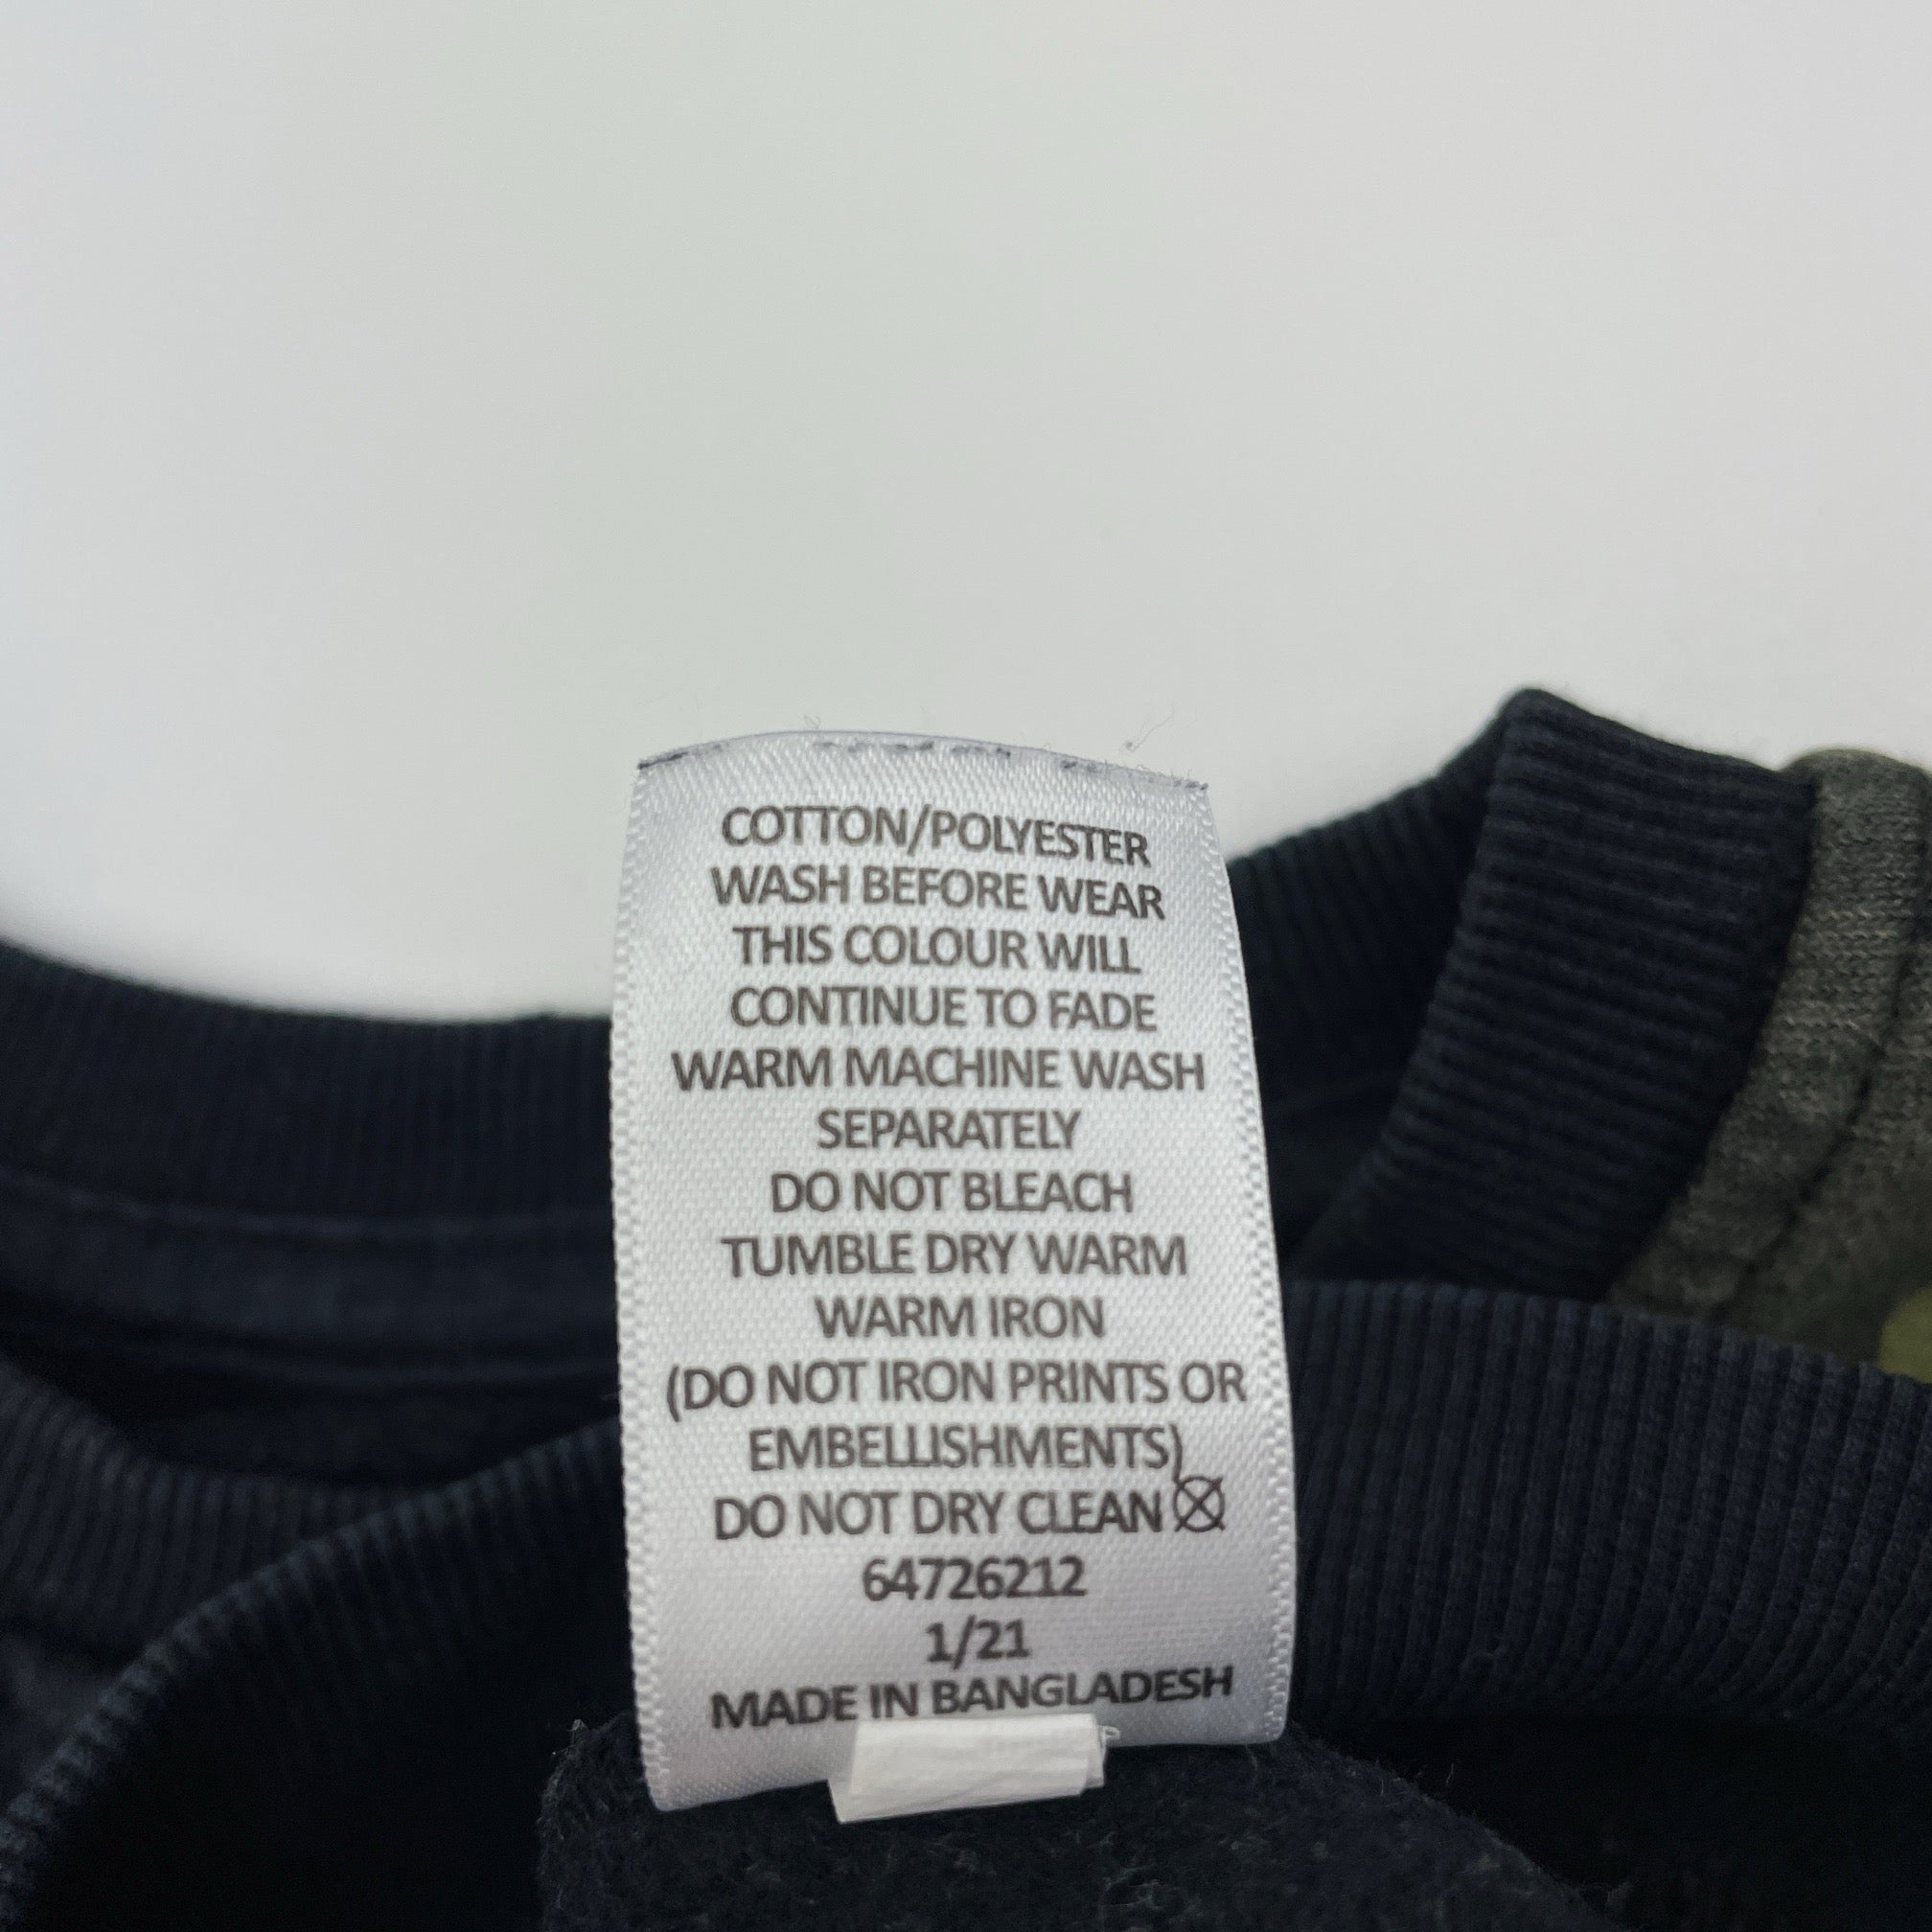 COTTON/POLYESTER
WASH BEFORE WEAR
THIS COLOUR WILL
CONTINUE TO FADE
WARM MACHINE WASH
SEPARATELY
DO NOT BLEACH
TUMBLE DRY WARM
WARM IRON
(DO NOT IRON PRINTS OR
EMBELLISHMENTS)
DO NOT DRY CLEAN
64726212
1/21
MADE IN BANGLADESH